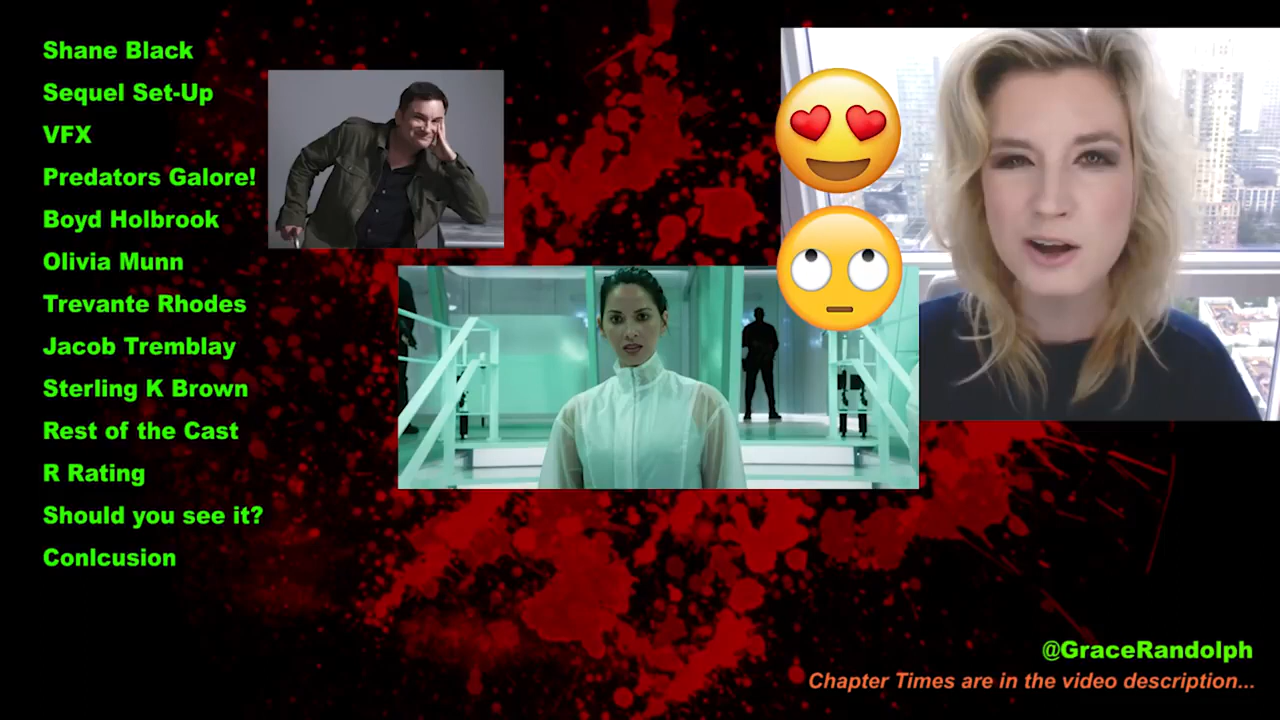 Shane Black
Sequel Set-Up
VFX
Predators Galore!
Boyd Holbrook
Olivia Munn
Trevante Rhodes
Jacob Tremblay
Sterling K Brown
Rest of the Cast
R Rating
Should you see it?
Conlcusion
@GraceRandolph
Chapter Times are in the video description...